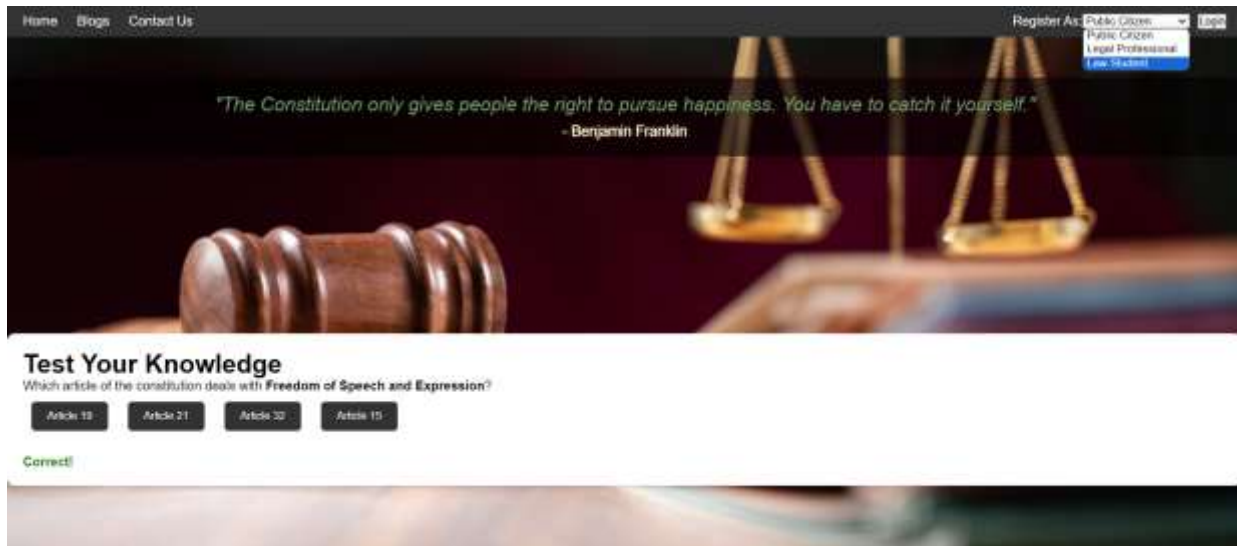 Home Blogs Contact Us
Register As: Public Citizen Login
Public Citizen
Legal Professional
Law Student
"The Constitution only gives people the right to pursue happiness. You have to catch it yourself."
- Benjamin Franklin
Test Your Knowledge
Which article of the constitution deals with Freedom of Speech and Expression?
Article 19 Article 21 Article 32 Article 15
Correct!